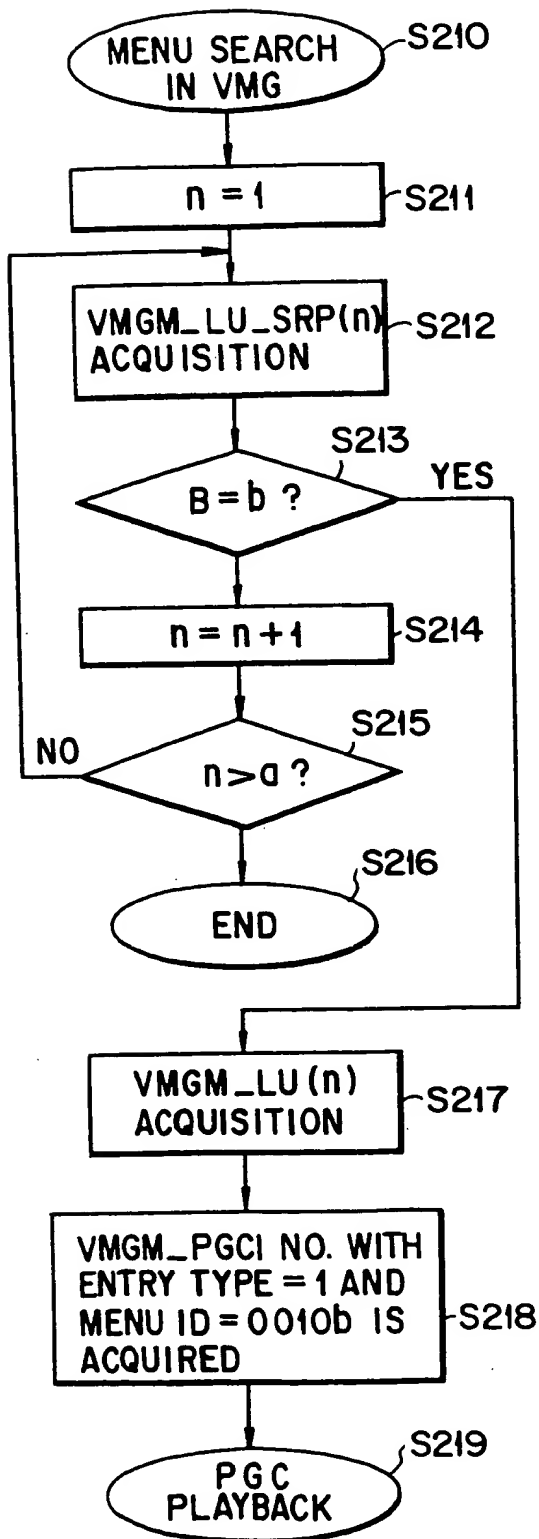 MENU SEARCH
IN VMG
S210
n = 1
S211
VMGM_LU_SRP(n)
ACQUISITION
S212
S213
B = b ?
YES
n = n + 1
S214
S215
NO
n > a ?
S216
END
VMGM_LU(n)
ACQUISITION
S217
VMGM_PGCI NO. WITH
ENTRY TYPE = 1 AND
MENU ID = 0010b IS
ACQUIRED
S218
S219
PGC
PLAYBACK